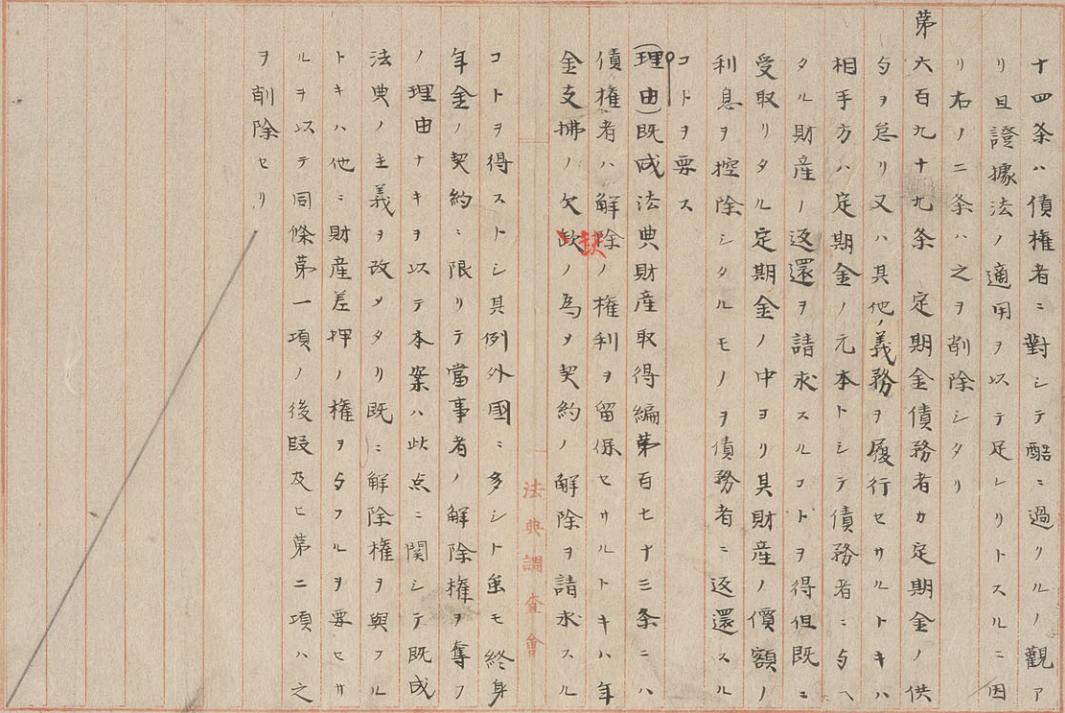 十四条ハ債権者ニ對シテ酷ニ過クルノ觀ア
リ且證據法ノ適用ヲ以テ足レリトスルニ因
リ右ノ二条ハ之ヲ削除シタリ
第六百九十九条 定期金債務者カ定期金ノ供
与ヲ怠リ又ハ其他ノ義務ヲ履行セサルトキハ
相手方ハ定期金ノ元本トシテ債務者ニ与ヘ
タル財産ノ返還ヲ請求スルコトヲ得但既ニ
受取リタル定期金ノ中ヨリ其財産ノ價額ノ
利息ヲ控除シタルモノヲ債務者ニ返還スル
コトヲ要ス
(理由)既成法典財産取得編第百七十三条ニハ
債権者ハ解除ノ権利ヲ留保セサルトキハ年
金支拂ノ欠缺ノ為タ契約ノ解除ヲ請求スル
法典調査會
コトヲ得ストシ其例外國ニ多シト虽モ終身
年金ノ契約ニ限リテ當事者ノ解除権ヲ奪フ
ノ理由ナキヲ以テ本案ハ此点ニ関シテ既成
法典ノ主義ヲ改メタリ既ニ解除権ヲ與フル
トキハ他ニ財産差押ノ権ヲ与フルヲ要セサ
ルヲ以テ同條第一項ノ後段及ヒ第二項ハ之
ヲ削除セリ